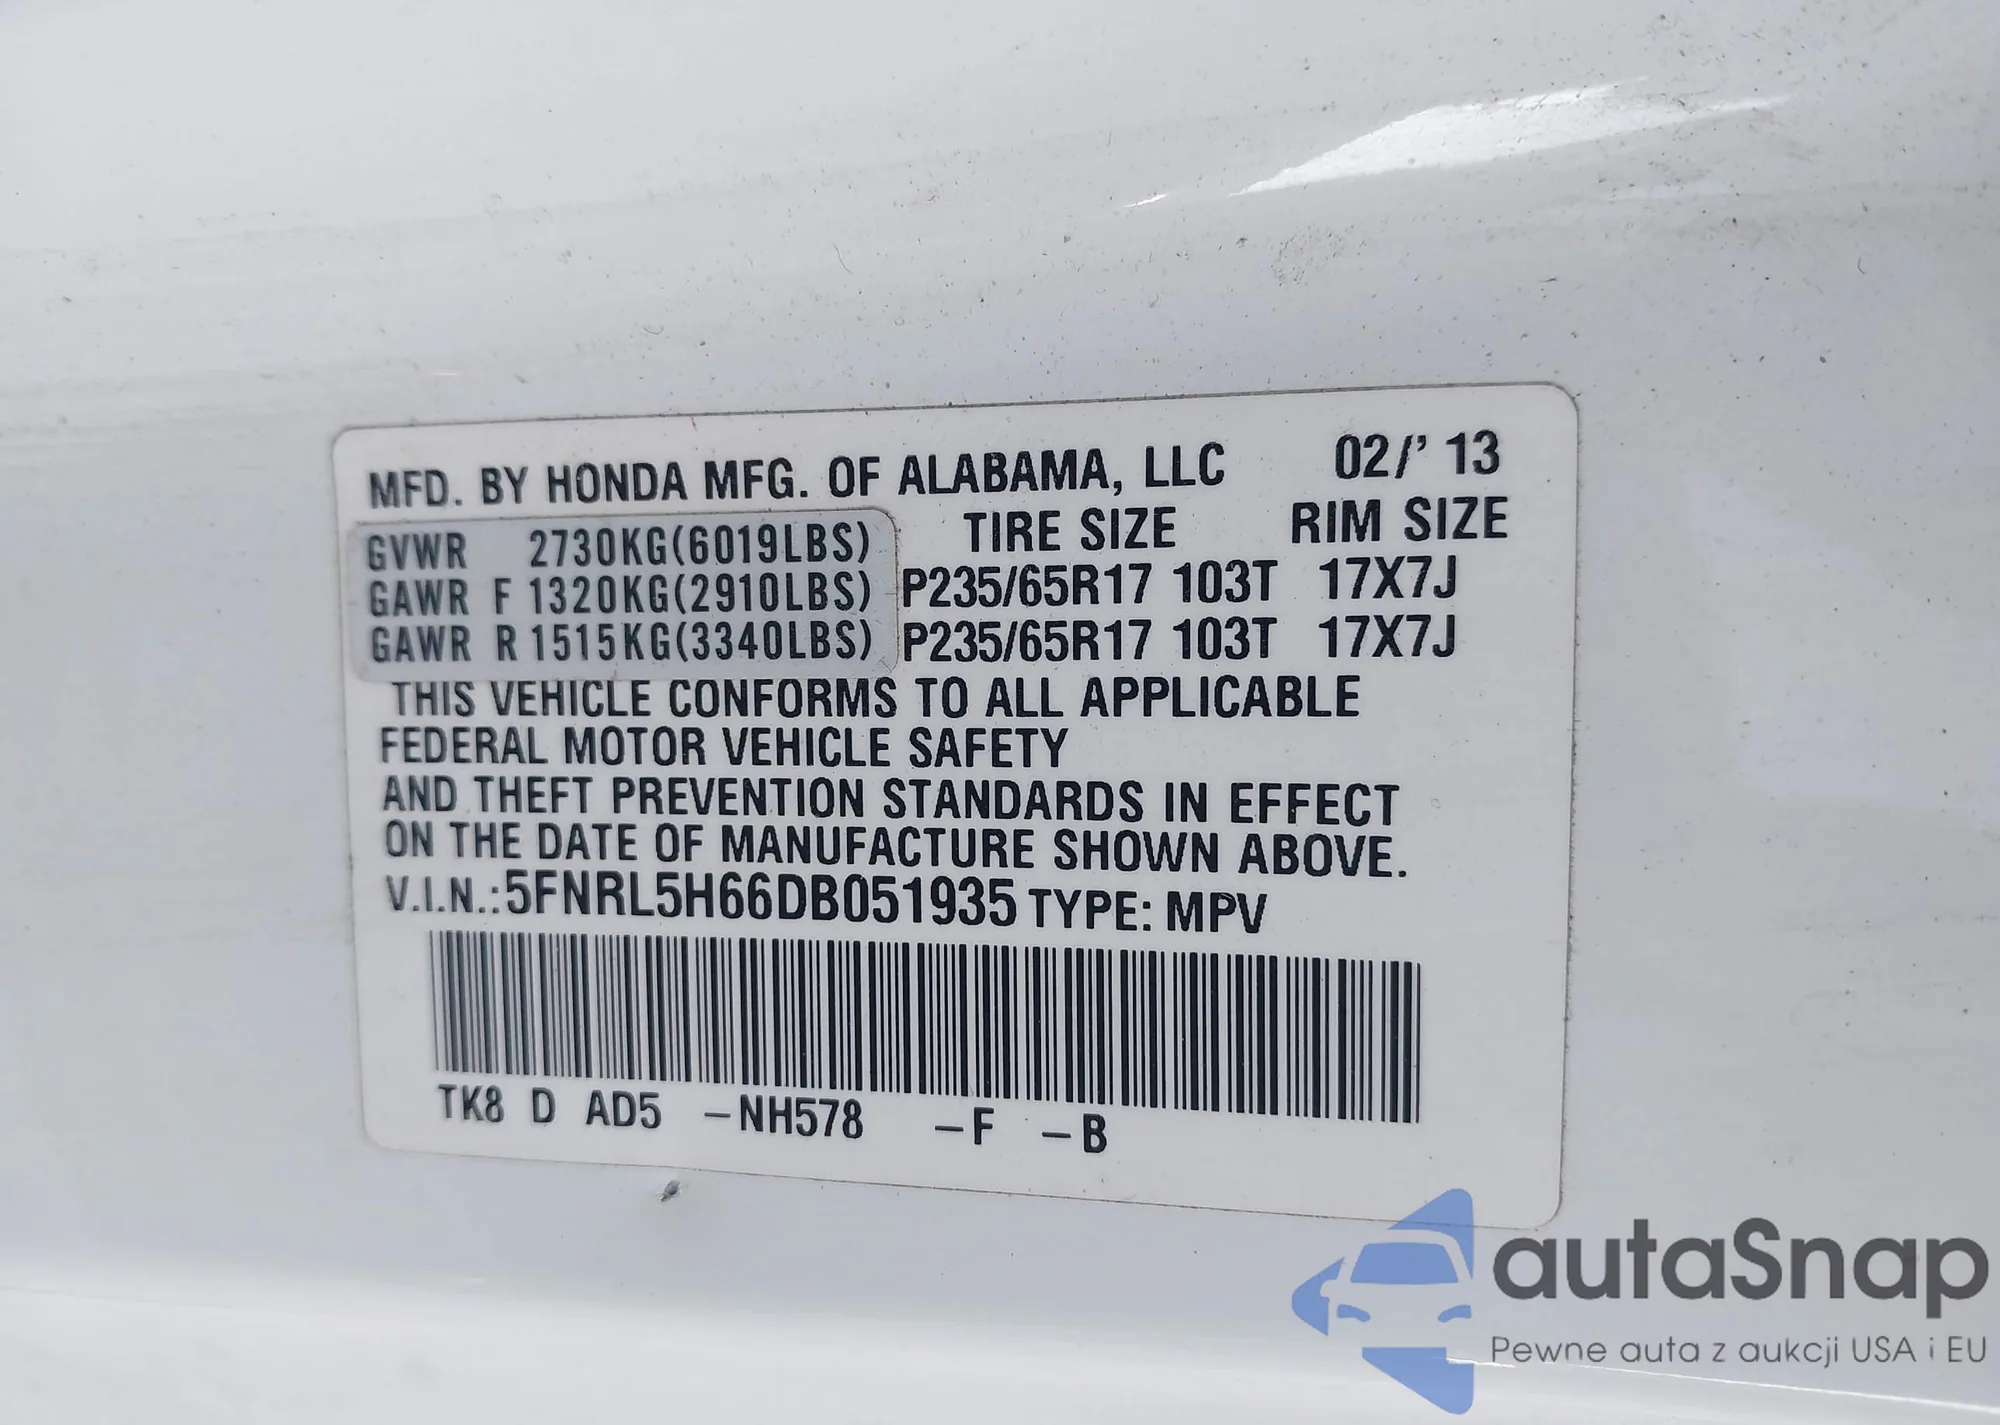 MFD. BY HONDA MFG. OF ALABAMA, LLC 02/' 13
GVWR 2730KG(6019LBS) TIRE SIZE RIM SIZE
GAWR F 1320KG(2910LBS) P235/65R17 103T 17X7J
GAWR R 1515KG(3340LBS) P235/65R17 103T 17X7J
THIS VEHICLE CONFORMS TO ALL APPLICABLE
FEDERAL MOTOR VEHICLE SAFETY
AND THEFT PREVENTION STANDARDS IN EFFECT
ON THE DATE OF MANUFACTURE SHOWN ABOVE.
V.I.N.:5FNRL5H66DB051935 TYPE: MPV
TK8 D AD5 -NH578 -F -B
autaSnap
Pewne auta z aukcji USA i EU